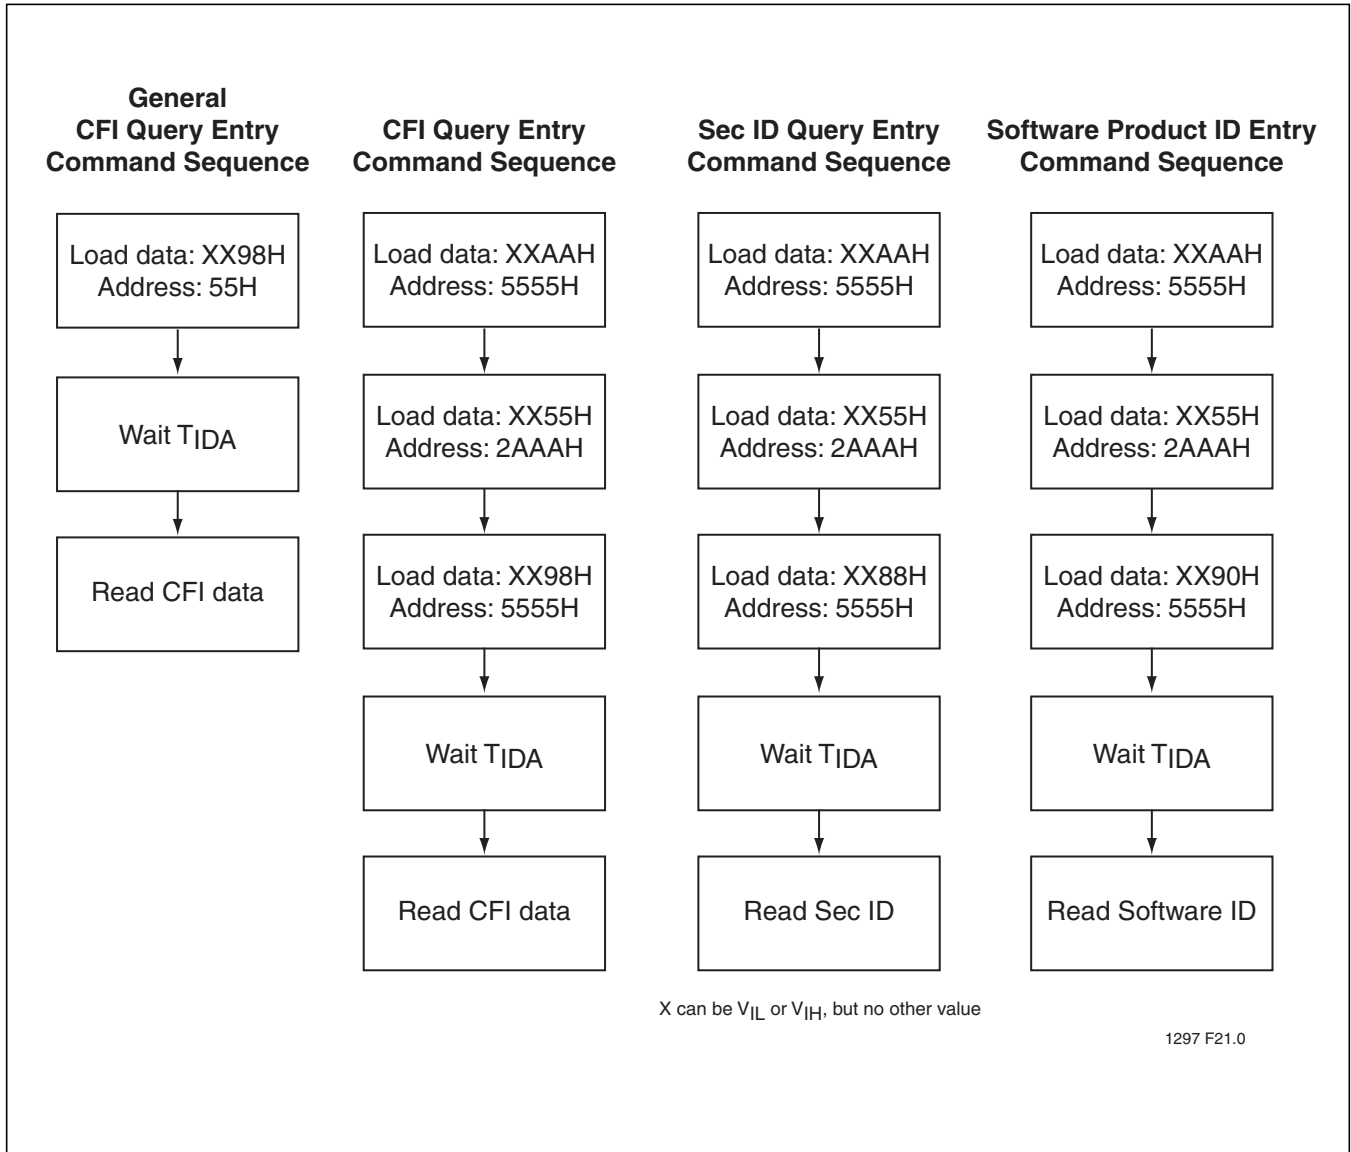 General
CFI Query Entry
Command Sequence
Load data: XX98H
Address: 55H
Wait TIDA
Read CFI data
CFI Query Entry
Command Sequence
Load data: XXAAH
Address: 5555H
Load data: XX55H
Address: 2AAAH
Load data: XX98H
Address: 5555H
Wait TIDA
Read CFI data
Sec ID Query Entry
Command Sequence
Load data: XXAAH
Address: 5555H
Load data: XX55H
Address: 2AAAH
Load data: XX88H
Address: 5555H
Wait TIDA
Read Sec ID
Software Product ID Entry
Command Sequence
Load data: XXAAH
Address: 5555H
Load data: XX55H
Address: 2AAAH
Load data: XX90H
Address: 5555H
Wait TIDA
Read Software ID
X can be VIL or VIH, but no other value
1297 F21.0